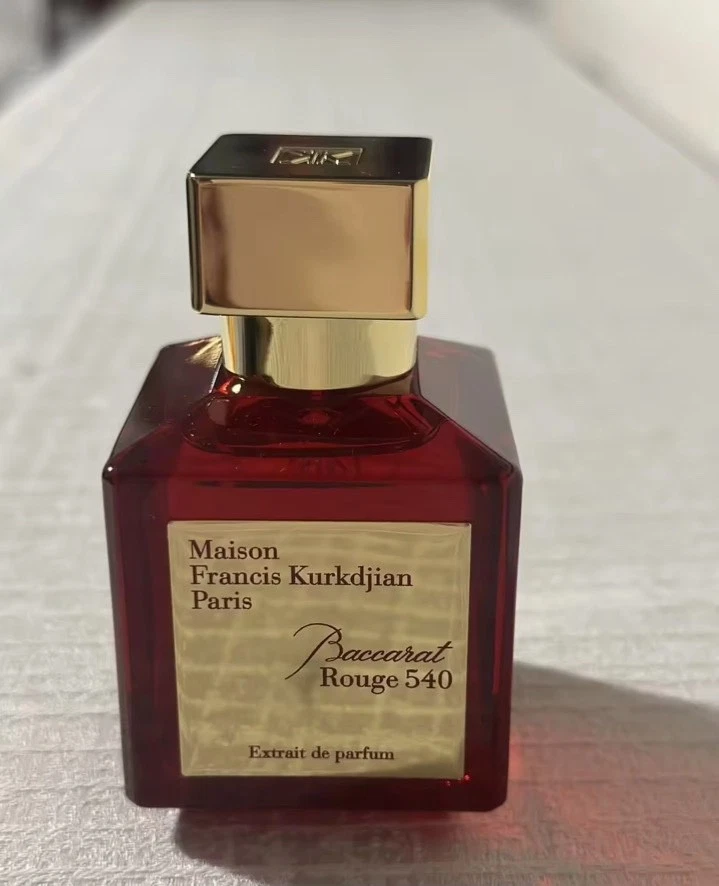 Maison
Francis Kurkdjian
Paris
Baccarat
Rouge 540
Extrait de parfum